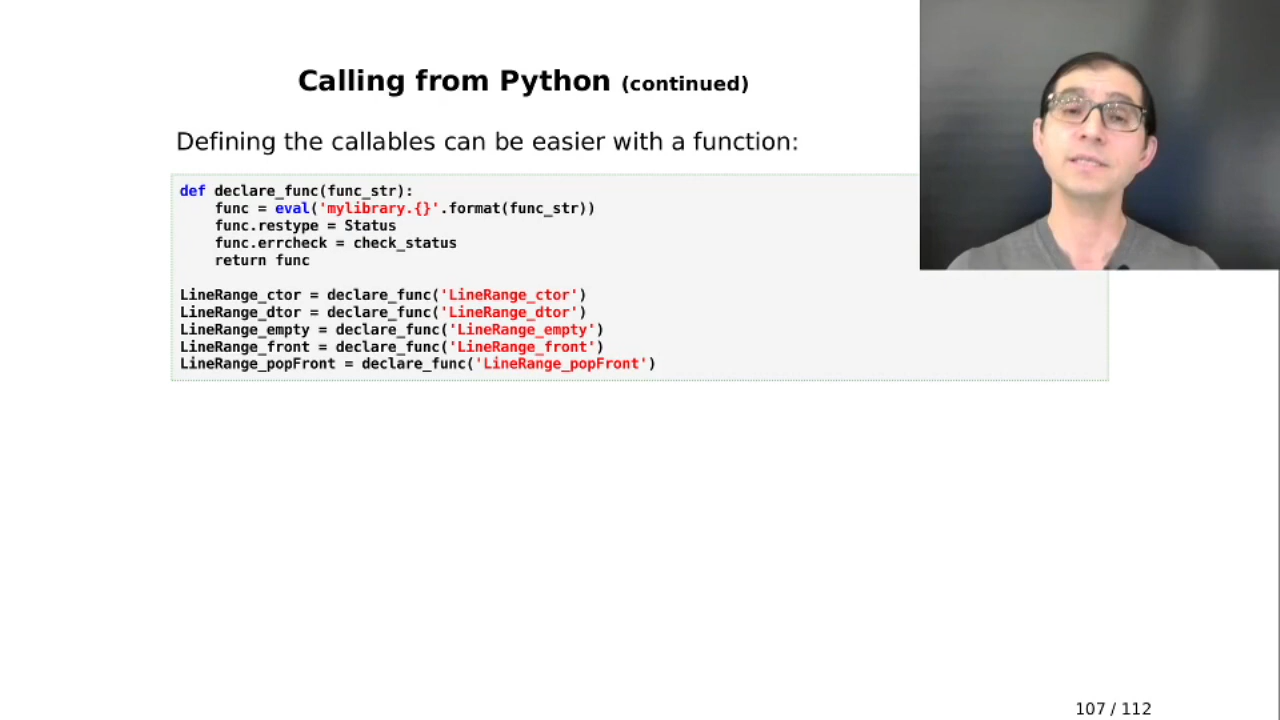 Calling from Python (continued)
Defining the callables can be easier with a function:
def declare_func(func_str):
    func = eval('mylibrary.{}'.format(func_str))
    func.restype = Status
    func.errcheck = check_status
    return func
LineRange_ctor = declare_func('LineRange_ctor')
LineRange_dtor = declare_func('LineRange_dtor')
LineRange_empty = declare_func('LineRange_empty')
LineRange_front = declare_func('LineRange_front')
LineRange_popFront = declare_func('LineRange_popFront')
107 / 112